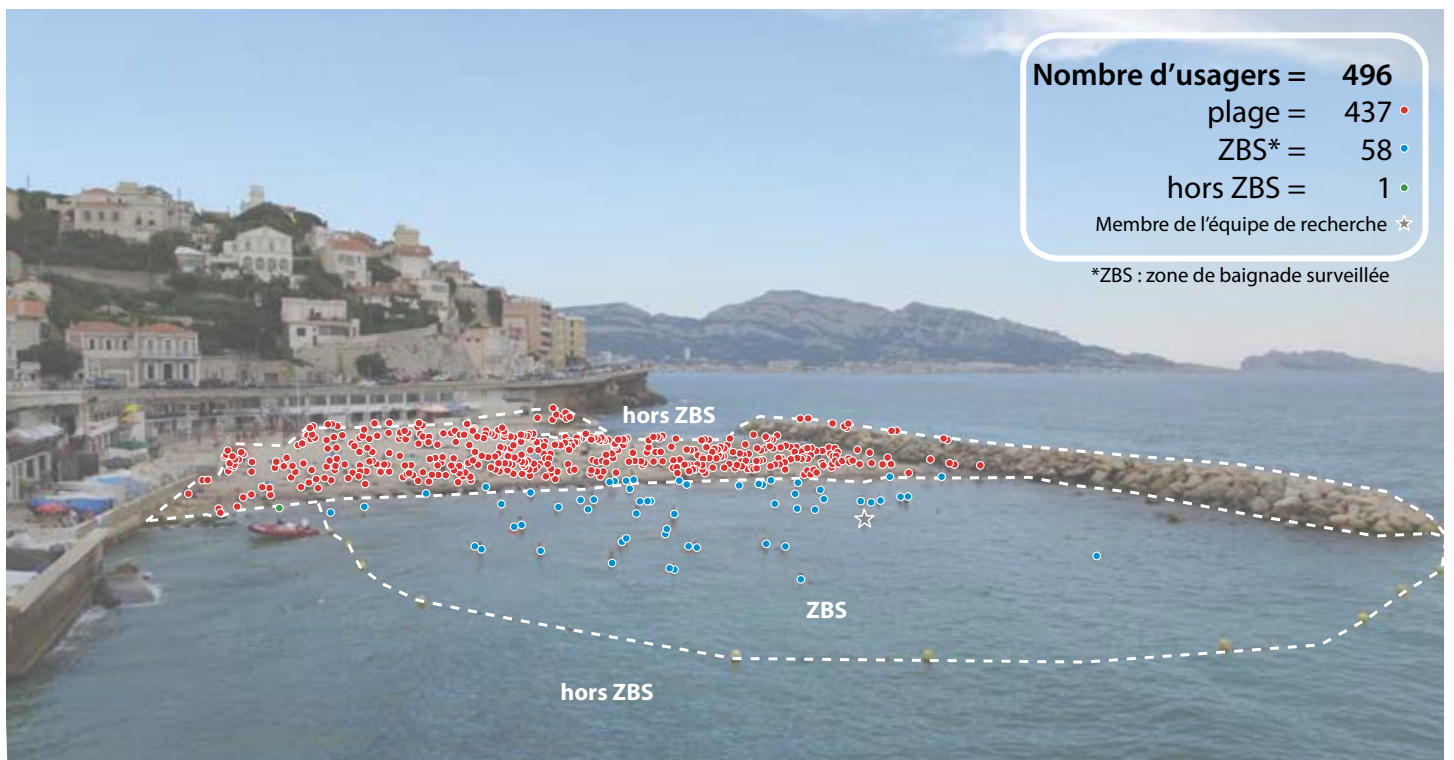 Nombre d'usagers = 496
plage = 437
ZBS* = 58
hors ZBS = 1
Membre de l'équipe de recherche
*ZBS : zone de baignade surveillée
hors ZBS
ZBS
hors ZBS